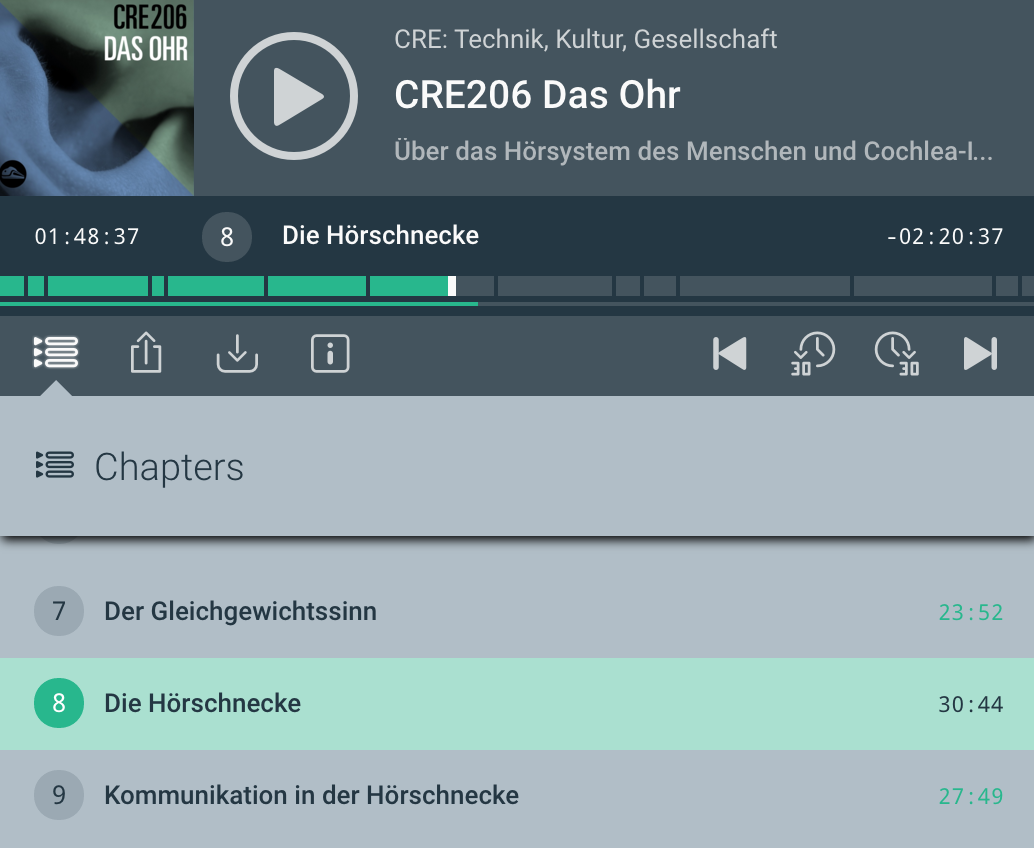 CRE206
DAS OHR
CRE: Technik, Kultur, Gesellschaft
CRE206 Das Ohr
Über das Hörsystem des Menschen und Cochlea-I...
01:48:37
8
Die Hörschnecke
-02:20:37
30
30
Chapters
7
Der Gleichgewichtssinn
23:52
8
Die Hörschnecke
30:44
9
Kommunikation in der Hörschnecke
27:49